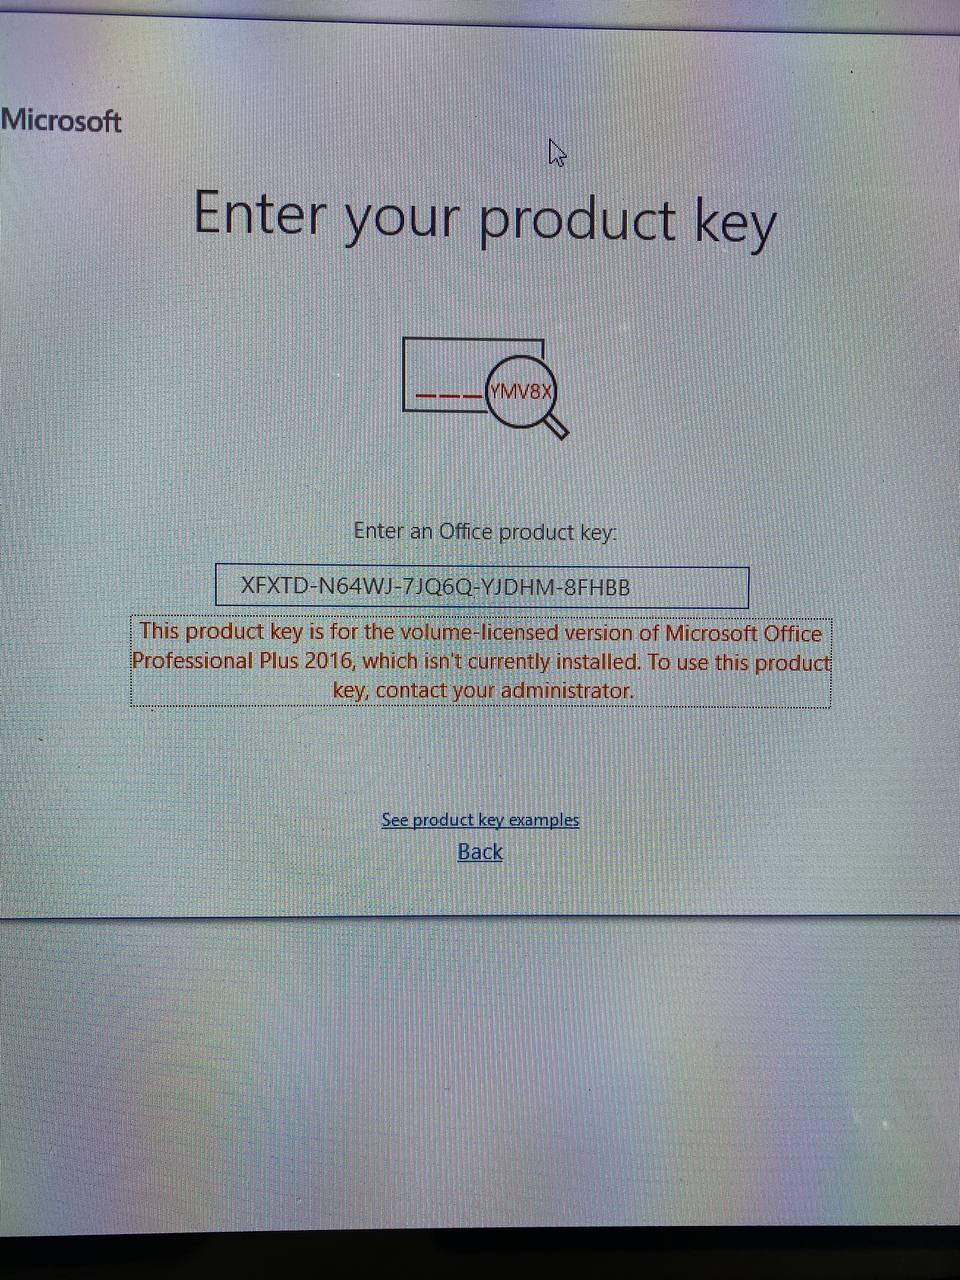 Microsoft
Enter your product key
YMV8X
Enter an Office product key:
XFXTD-N64WJ-7JQ6Q-YJDHM-8FHBB
This product key is for the volume-licensed version of Microsoft Office
Professional Plus 2016, which isn't currently installed. To use this product
key, contact your administrator.
See product key examples
Back